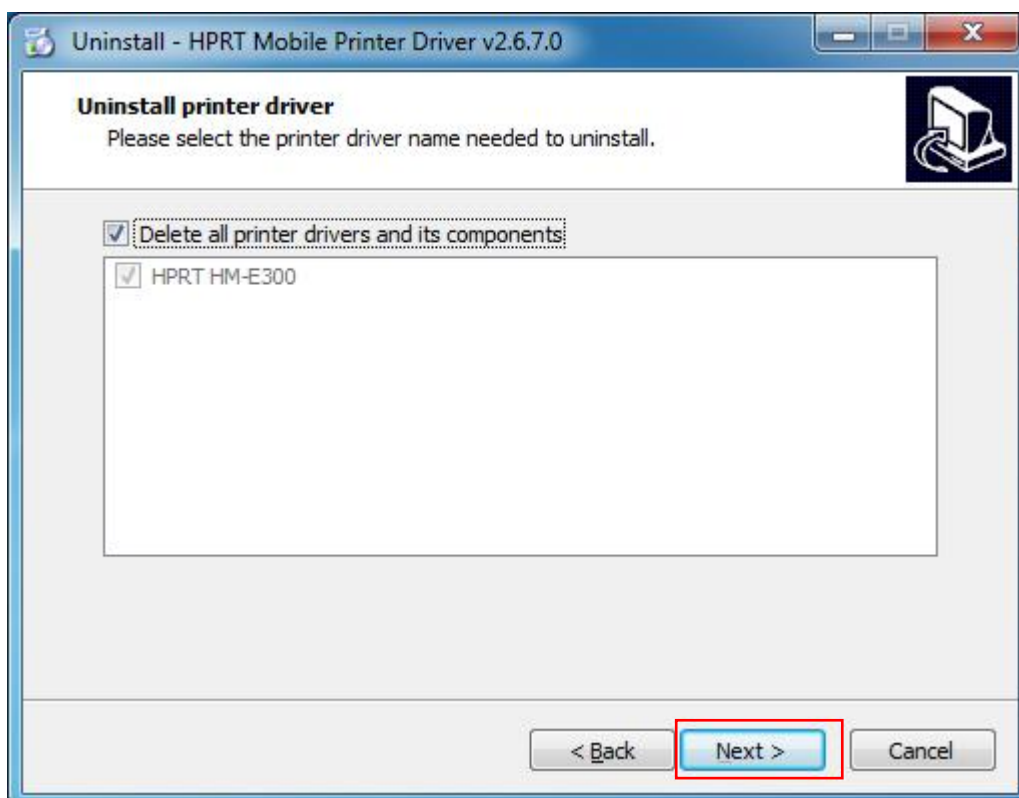 Uninstall - HPRT Mobile Printer Driver v2.6.7.0
Uninstall printer driver
Please select the printer driver name needed to uninstall.
Delete all printer drivers and its components
HPRT HM-E300
< Back Next > Cancel